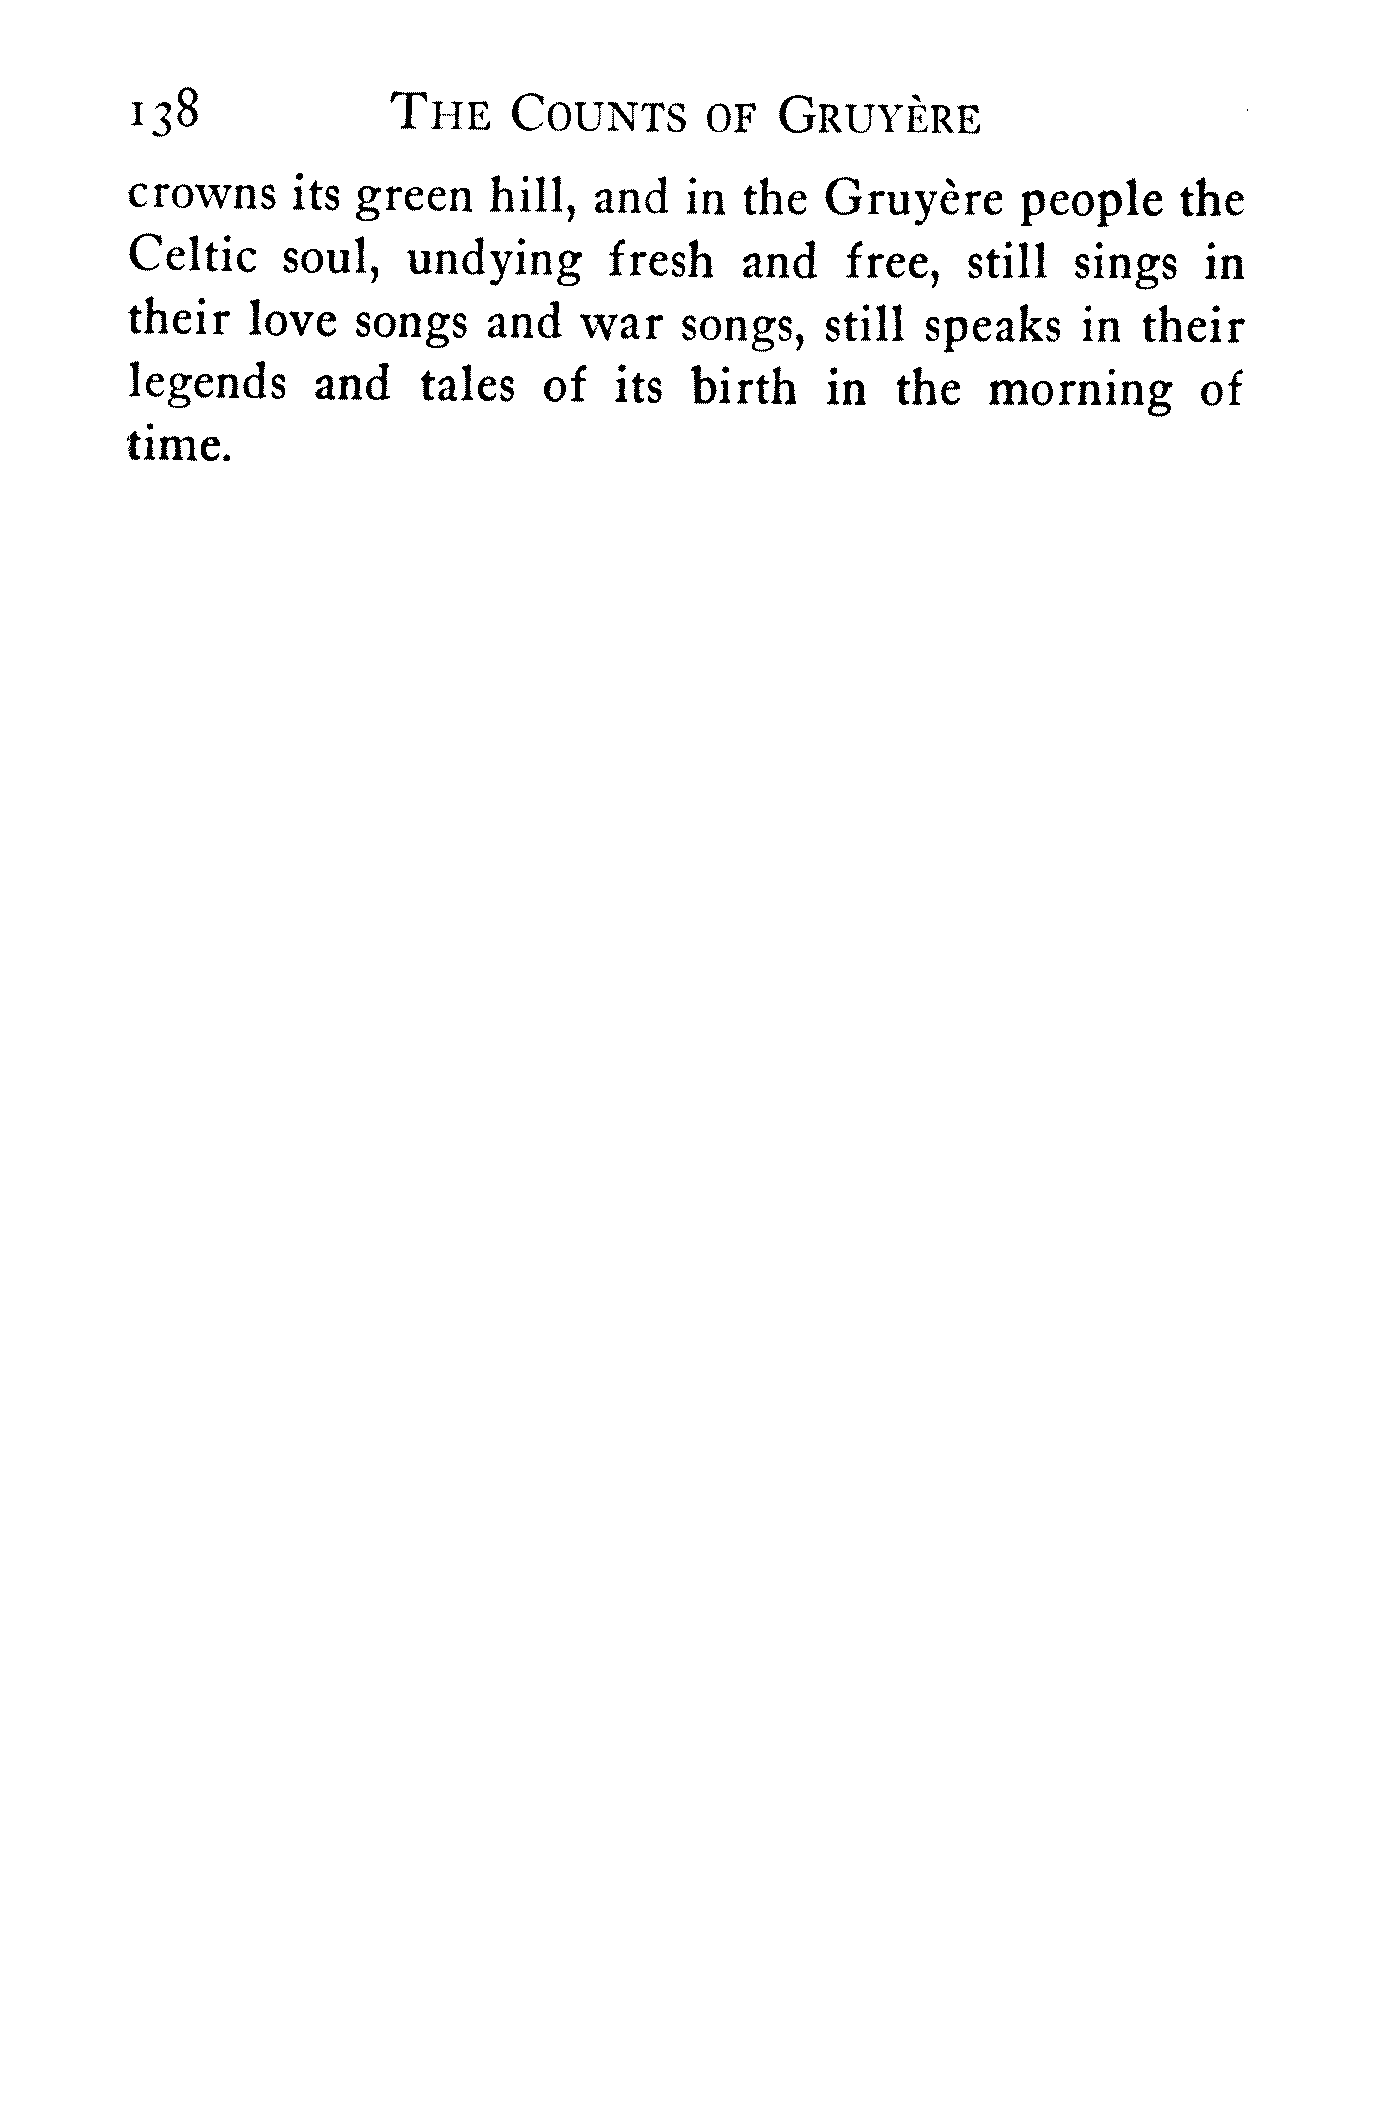 138 THE COUNTS OF GRUYÈRE
crowns its green hill, and in the Gruyère people the
Celtic soul, undying fresh and free, still sings in
their love songs and war songs, still speaks in their
legends and tales of its birth in the morning of
time.